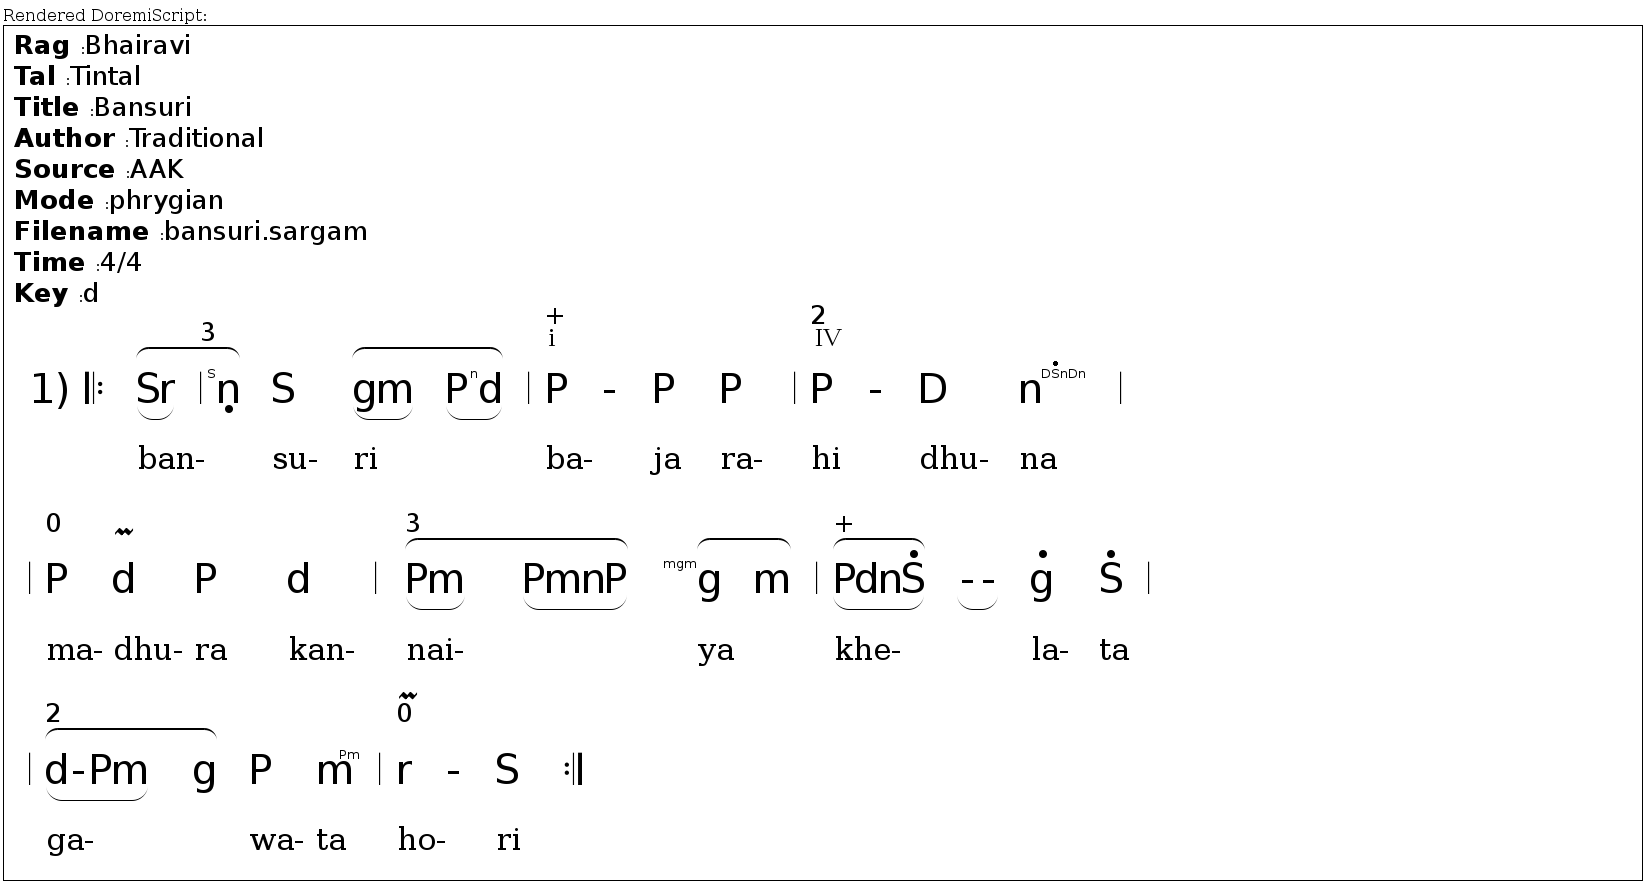 Rendered DoremiScript:
Rag :Bhairavi
Tal :Tintal
Title :Bansuri
Author :Traditional
Source :AAK
Mode :phrygian
Filename :bansuri.sargam
Time :4/4
Key :d
3 + 2
i IV
1) 𝄆 Sr | S ṇ S gm P n d | P - P P | P - D n DṠnDn |
ban- su- ri ba- ja ra- hi dhu- na
0 3 +
| P d P d | Pm PmnP mgm g m | PdnṠ -- ġ Ṡ |
ma- dhu- ra kan- nai- ya khe- la- ta
2 0
| d-Pm g P m Pm | r - S 𝄇
ga- wa- ta ho- ri